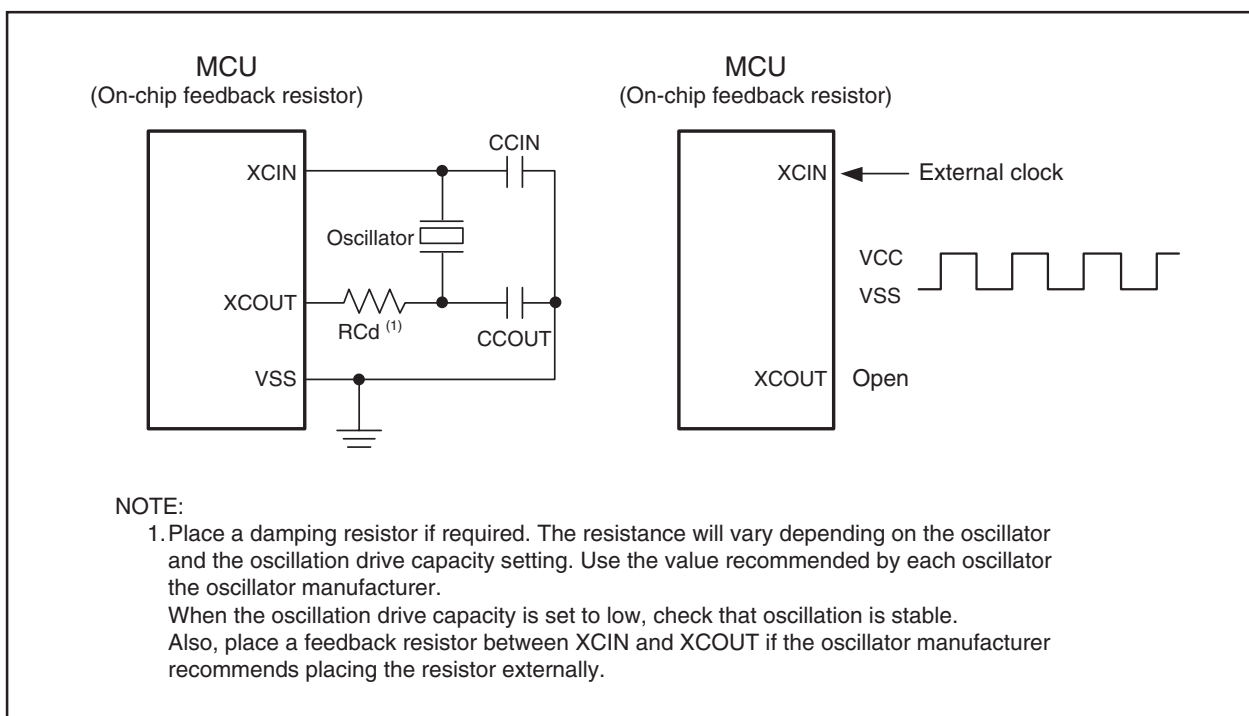 MCU
(On-chip feedback resistor)
CCIN
XCIN
Oscillator
XCOUT
RCd (1)
CCOUT
VSS
MCU
(On-chip feedback resistor)
XCIN
External clock
VCC
VSS
XCOUT
Open
NOTE:
1. Place a damping resistor if required. The resistance will vary depending on the oscillator
and the oscillation drive capacity setting. Use the value recommended by each oscillator
the oscillator manufacturer.
When the oscillation drive capacity is set to low, check that oscillation is stable.
Also, place a feedback resistor between XCIN and XCOUT if the oscillator manufacturer
recommends placing the resistor externally.